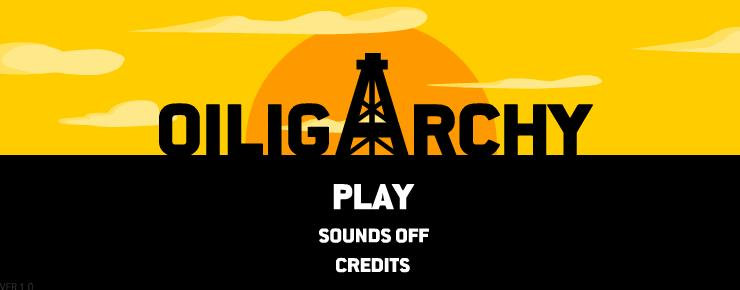 OILIGARCHY
PLAY
SOUNDS OFF
CREDITS
VER 1.0